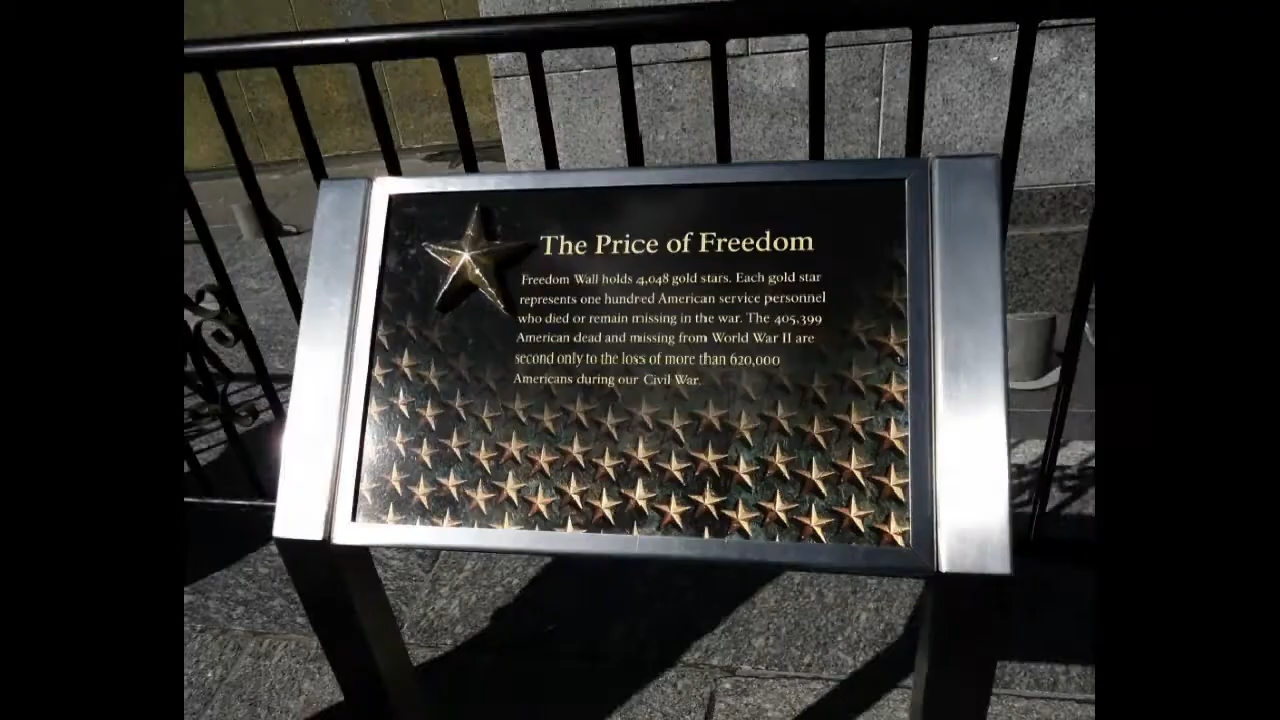 The Price of Freedom
Freedom Wall holds 4,048 gold stars. Each gold star
represents one hundred American service personnel
who died or remain missing in the war. The 405,399
American dead and missing from World War II are
second only to the loss of more than 620,000
Americans during our Civil War.